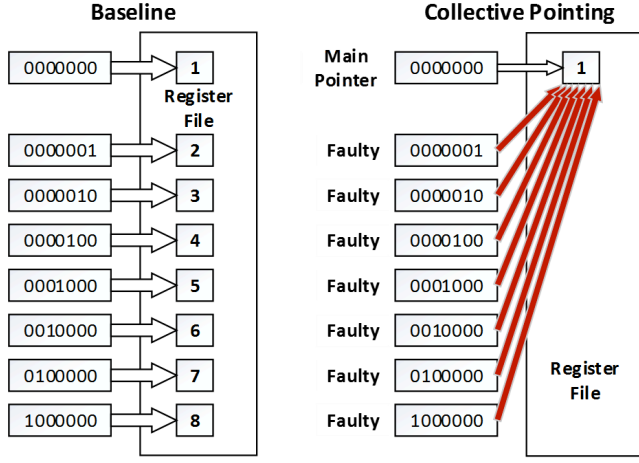 Baseline
0000000 1
Register
File
0000001 2
0000010 3
0000100 4
0001000 5
0010000 6
0100000 7
1000000 8
Collective Pointing
Main
Pointer
0000000 1
Faulty 0000001
Faulty 0000010
Faulty 0000100
Faulty 0001000
Faulty 0010000
Faulty 0100000
Faulty 1000000
Register
File